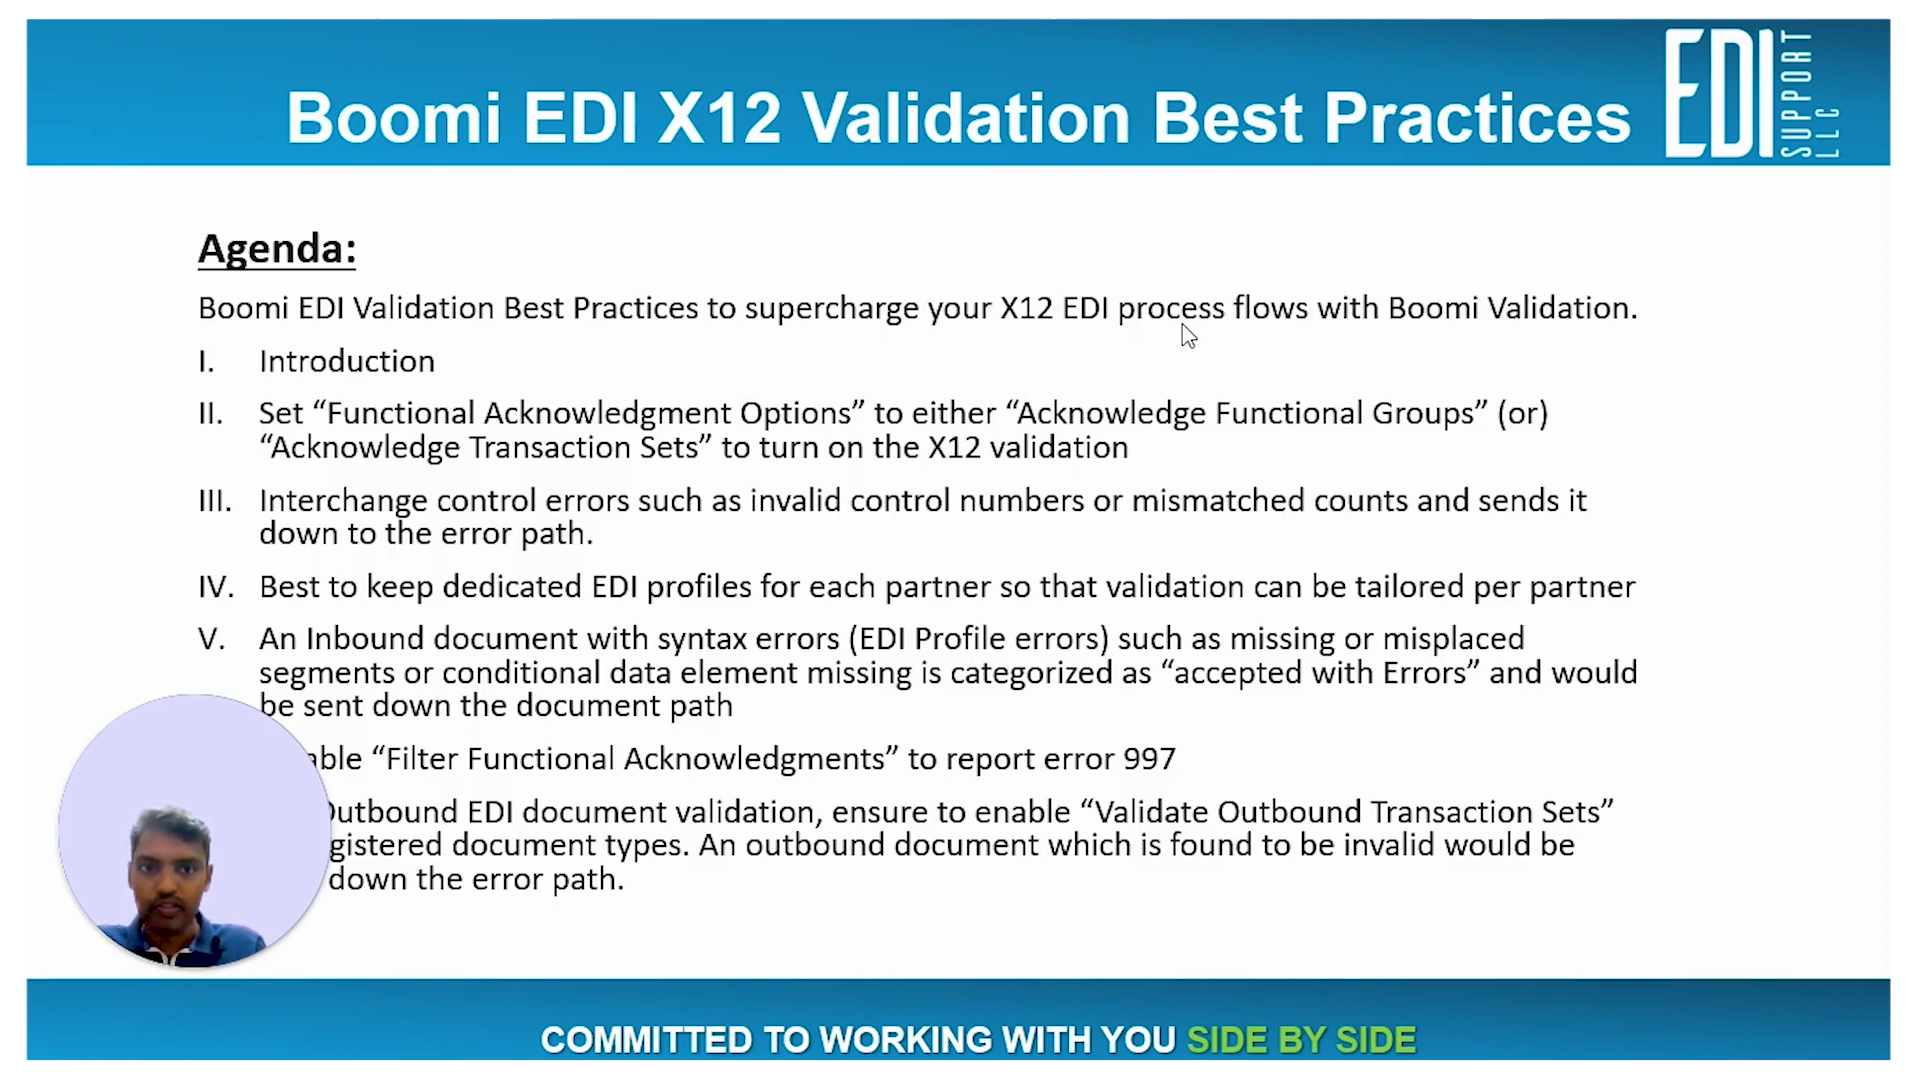 Boomi EDI X12 Validation Best Practices
EDI SUPPORT LLC
Agenda:
Boomi EDI Validation Best Practices to supercharge your X12 EDI process flows with Boomi Validation.
I. Introduction
II. Set “Functional Acknowledgment Options” to either “Acknowledge Functional Groups” (or)
“Acknowledge Transaction Sets” to turn on the X12 validation
III. Interchange control errors such as invalid control numbers or mismatched counts and sends it
down to the error path.
IV. Best to keep dedicated EDI profiles for each partner so that validation can be tailored per partner
V. An Inbound document with syntax errors (EDI Profile errors) such as missing or misplaced
segments or conditional data element missing is categorized as “accepted with Errors” and would
be sent down the document path
“Filter Functional Acknowledgments” to report error 997
Outbound EDI document validation, ensure to enable “Validate Outbound Transaction Sets”
document types. An outbound document which is found to be invalid would be
down the error path.
COMMITTED TO WORKING WITH YOU SIDE BY SIDE